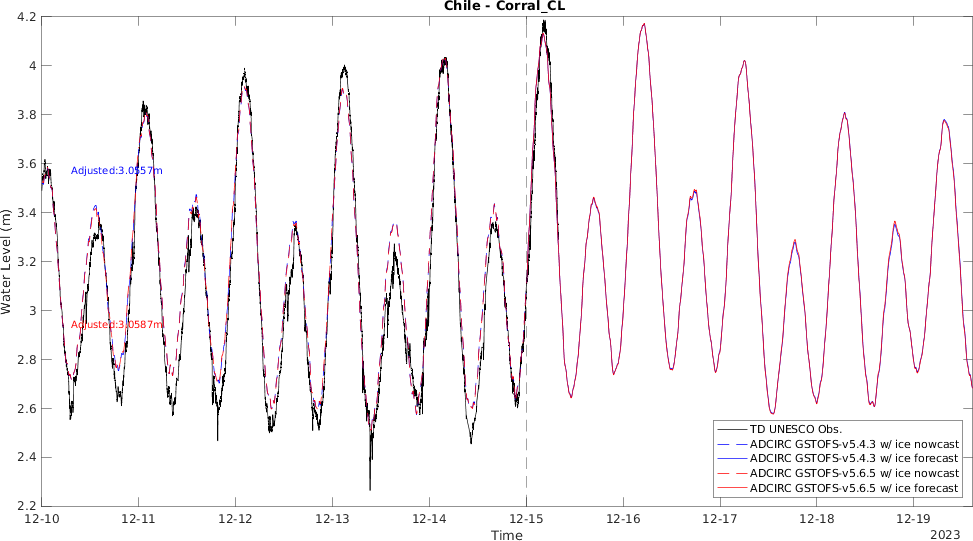 Chile - Corral_CL
4.2
4
3.8
3.6
3.4
3.2
3
2.8
2.6
2.4
2.2
Water Level (m)
Adjusted:3.0557m
Adjusted:3.0587m
TD UNESCO Obs.
ADCIRC GSTOFS-v5.4.3 w/ ice nowcast
ADCIRC GSTOFS-v5.4.3 w/ ice forecast
ADCIRC GSTOFS-v5.6.5 w/ ice nowcast
ADCIRC GSTOFS-v5.6.5 w/ ice forecast
12-10 12-11 12-12 12-13 12-14 12-15 12-16 12-17 12-18 12-19
Time
2023